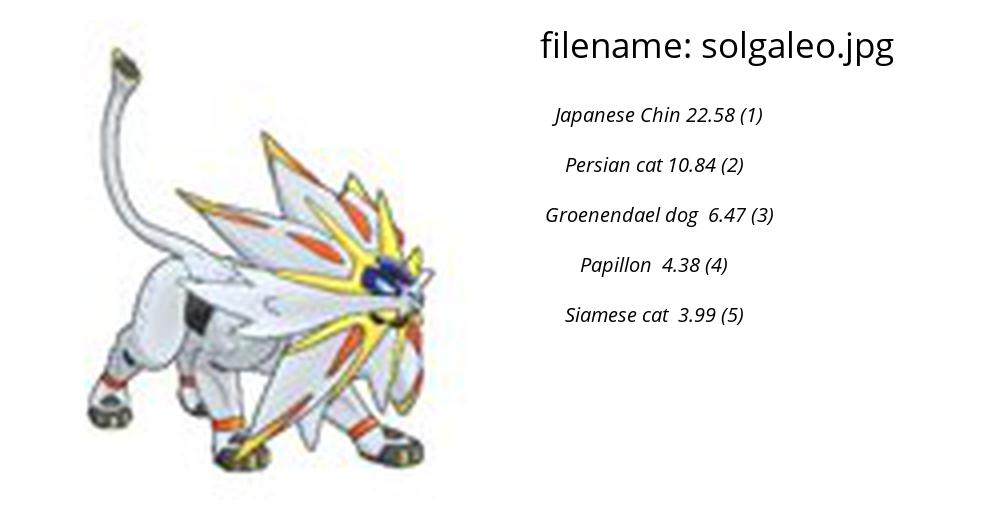 filename: solgaleo.jpg
Japanese Chin 22.58 (1)
Persian cat 10.84 (2)
Groenendael dog  6.47 (3)
Papillon  4.38 (4)
Siamese cat  3.99 (5)